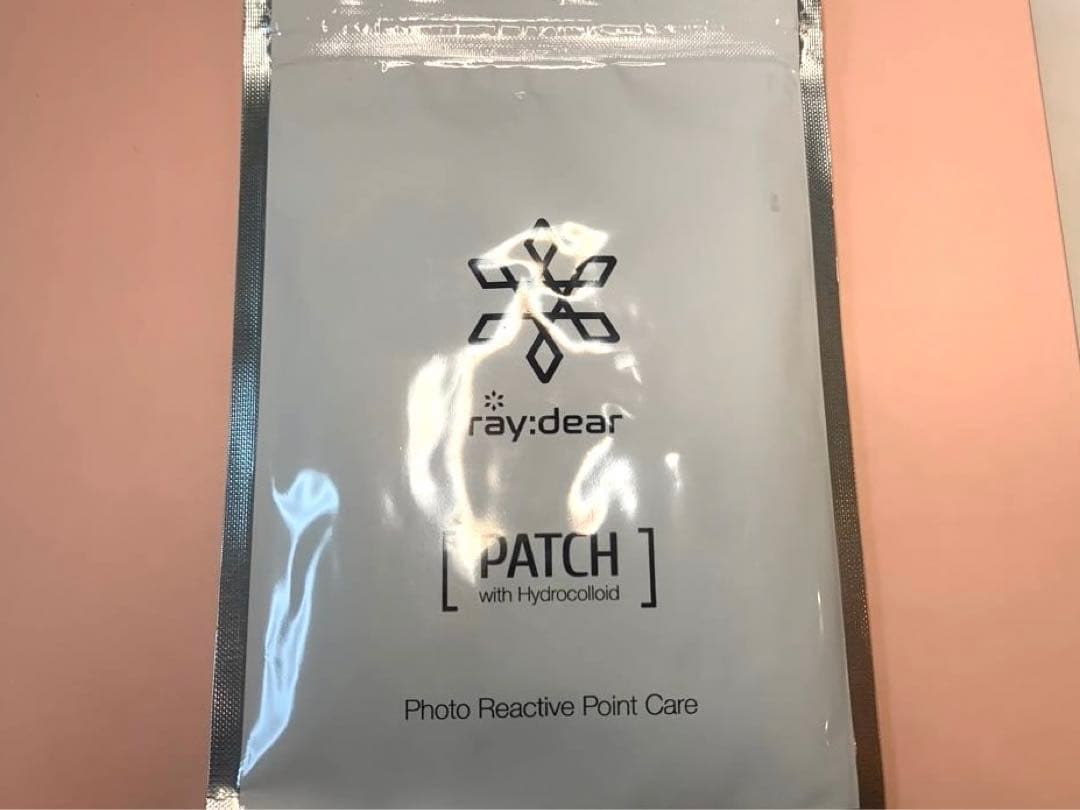 ray:dear
[PATCH
with Hydrocolloid]
Photo Reactive Point Care